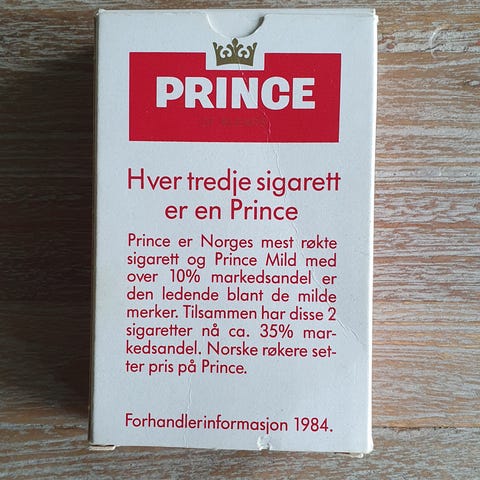 PRINCE
Hver tredje sigarett
er en Prince
Prince er Norges mest røkte
sigarett og Prince Mild med
over 10% markedsandel er
den ledende blant de milde
merker. Tilsammen har disse 2
sigaretter nå ca. 35% mar-
kedsandel. Norske røkere set-
ter pris på Prince.
Forhandlerinformasjon 1984.